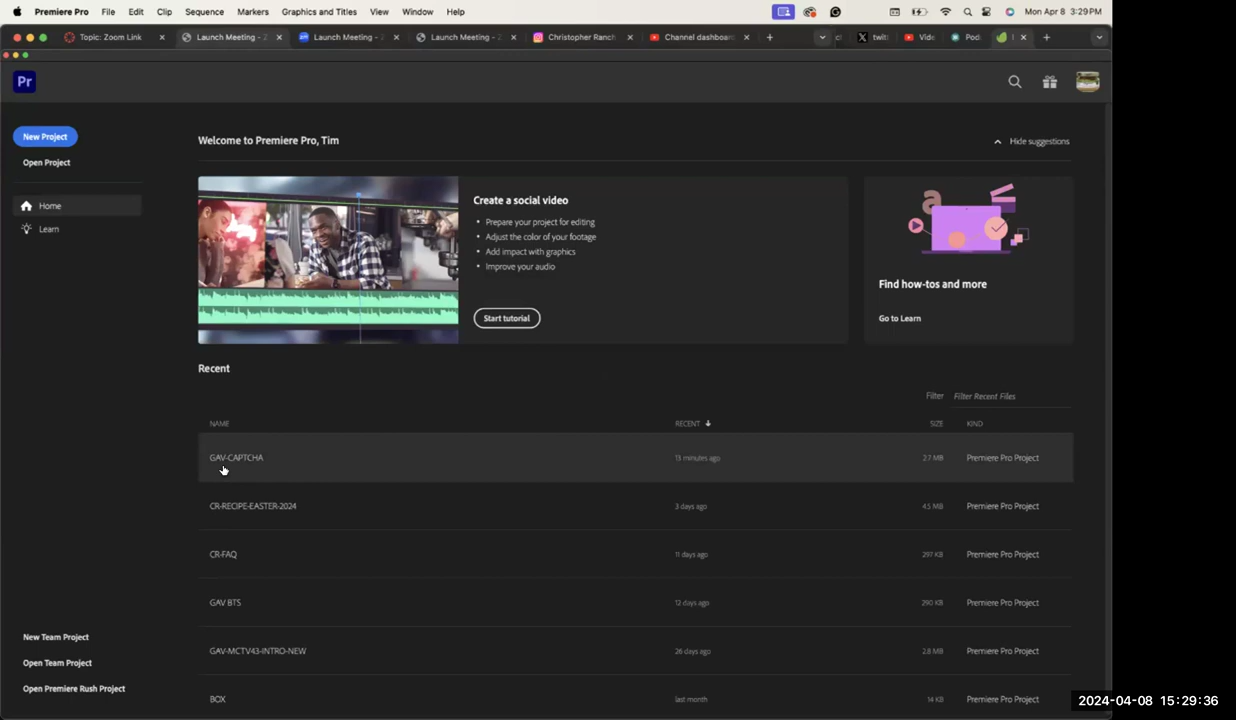 Premiere Pro File Edit Clip Sequence Markers Graphics and Titles View Window Help Mon Apr 8 3:29 PM
Topic: Zoom Link Launch Meeting - Z Launch Meeting - Z Launch Meeting - Z Christopher Ranch Channel dashboard twitt Vide Pod
Pr
New Project
Open Project
Home
Learn
Welcome to Premiere Pro, Tim
Hide suggestions
Create a social video
• Prepare your project for editing
• Adjust the color of your footage
• Add impact with graphics
• Improve your audio
Start tutorial
Find how-tos and more
Go to Learn
Recent
Filter Filter Recent Files
NAME RECENT SIZE KIND
GAV-CAPTCHA 13 minutes ago 2.7 MB Premiere Pro Project
CR-RECIPE-EASTER-2024 3 days ago 4.5 MB Premiere Pro Project
CR-FAQ 11 days ago 297 KB Premiere Pro Project
GAV BTS 12 days ago 290 KB Premiere Pro Project
GAV-MCTV43-INTRO-NEW 26 days ago 2.8 MB Premiere Pro Project
BOX last month 14 KB Premiere Pro Project
New Team Project
Open Team Project
Open Premiere Rush Project
2024-04-08 15:29:36